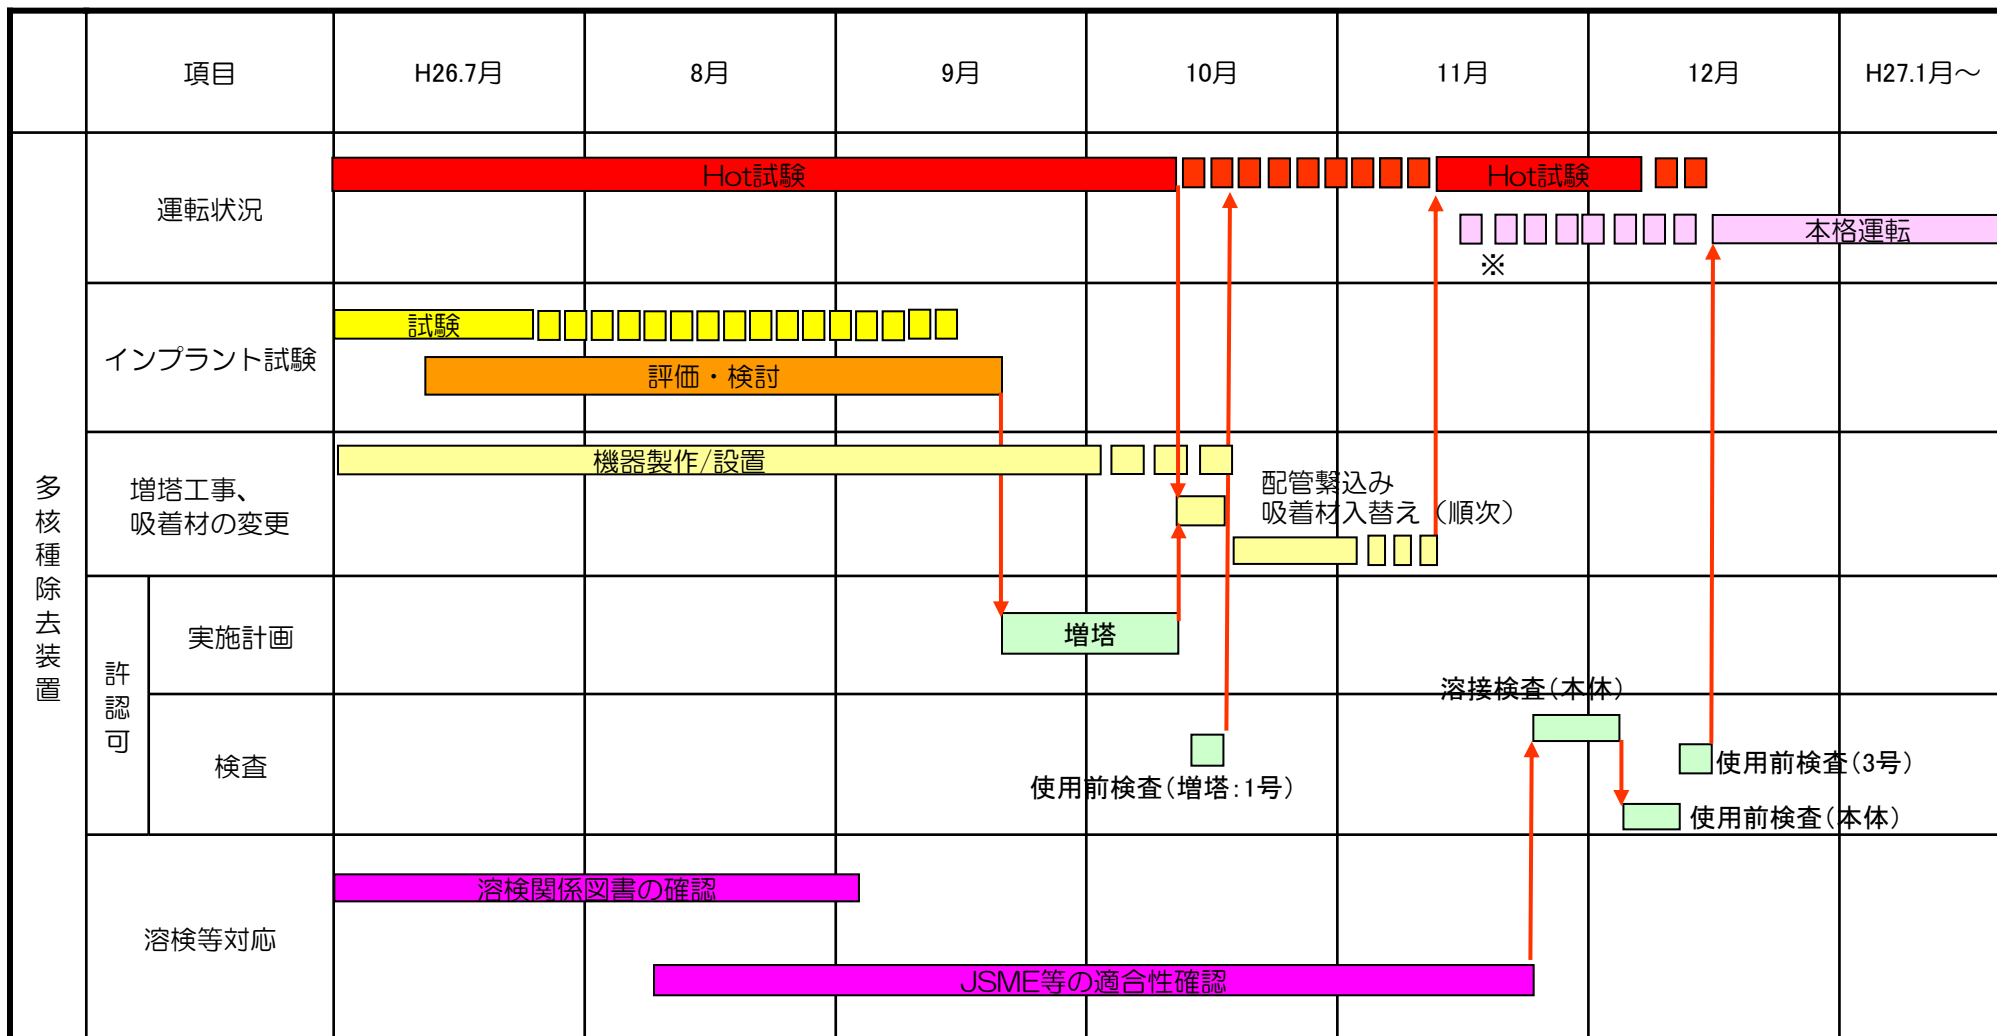 項目
H26.7月
8月
9月
10月
11月
12月
H27.1月～
多核種除去装置
運転状況
Hot試験
Hot試験
本格運転
※
インプラント試験
試験
評価・検討
増塔工事、
吸着材の変更
機器製作/設置
配管繋込み
吸着材入替え（順次）
許認可
実施計画
増塔
検査
溶接検査（本体）
使用前検査（増塔：1号）
使用前検査（3号）
使用前検査（本体）
溶検等対応
溶検関係図書の確認
JSME等の適合性確認